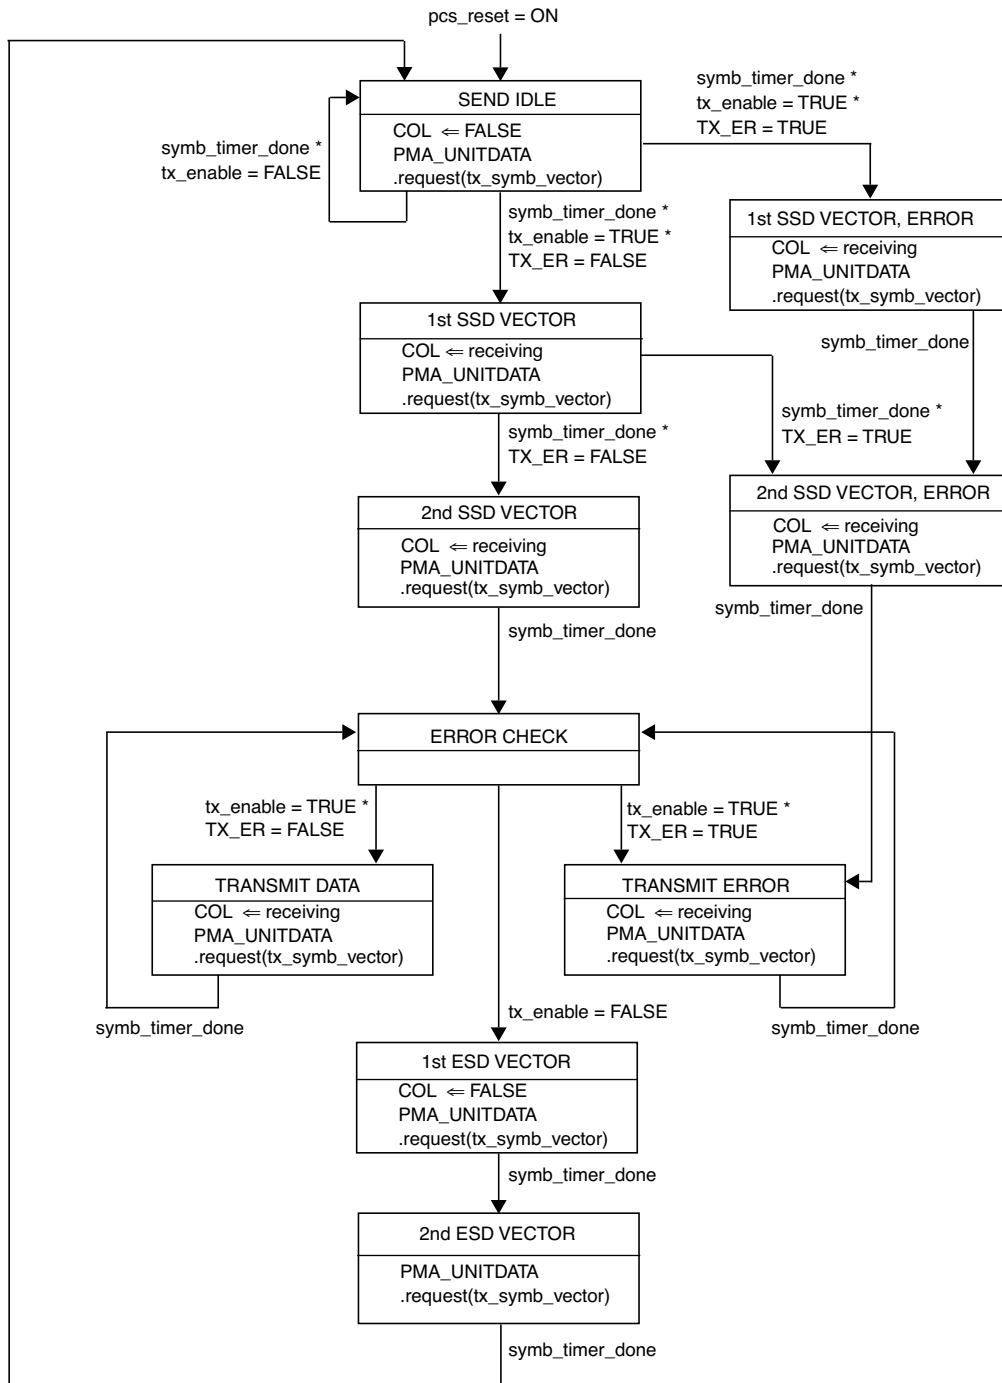 pcs_reset = ON
SEND IDLE
COL ⇐ FALSE
PMA_UNITDATA
.request(tx_symb_vector)
symb_timer_done *
tx_enable = FALSE
symb_timer_done *
tx_enable = TRUE *
TX_ER = TRUE
symb_timer_done *
tx_enable = TRUE *
TX_ER = FALSE
1st SSD VECTOR, ERROR
COL ⇐ receiving
PMA_UNITDATA
.request(tx_symb_vector)
symb_timer_done
1st SSD VECTOR
COL ⇐ receiving
PMA_UNITDATA
.request(tx_symb_vector)
symb_timer_done *
TX_ER = TRUE
symb_timer_done *
TX_ER = FALSE
2nd SSD VECTOR
COL ⇐ receiving
PMA_UNITDATA
.request(tx_symb_vector)
symb_timer_done
2nd SSD VECTOR, ERROR
COL ⇐ receiving
PMA_UNITDATA
.request(tx_symb_vector)
symb_timer_done
ERROR CHECK
tx_enable = TRUE *
TX_ER = FALSE
tx_enable = TRUE *
TX_ER = TRUE
TRANSMIT DATA
COL ⇐ receiving
PMA_UNITDATA
.request(tx_symb_vector)
symb_timer_done
TRANSMIT ERROR
COL ⇐ receiving
PMA_UNITDATA
.request(tx_symb_vector)
symb_timer_done
tx_enable = FALSE
1st ESD VECTOR
COL ⇐ FALSE
PMA_UNITDATA
.request(tx_symb_vector)
symb_timer_done
2nd ESD VECTOR
PMA_UNITDATA
.request(tx_symb_vector)
symb_timer_done